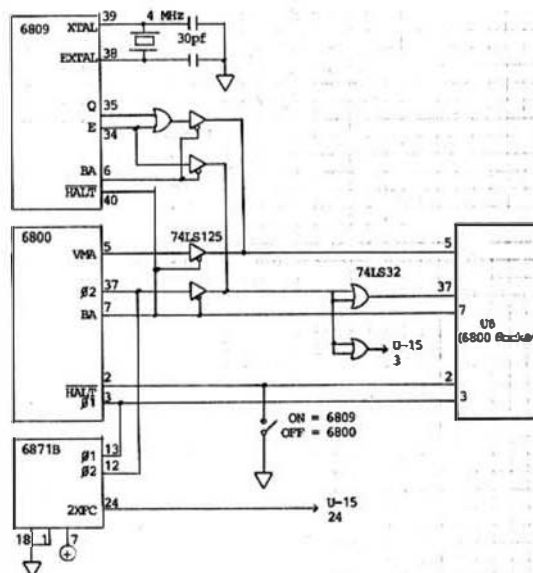 6809
XTAL
39
4 MHz
30pf
EXTAL
38
Q
35
E
34
BA
6
HALT
40
6800
VMA
5
74LS125
5
Ø2
37
74LS32
37
BA
7
7
U-15
3
HALT
2
2
Ø1
3
3
(6800
ON = 6809
OFF = 6800
6871B
Ø1
13
Ø2
12
2XFC
24
U-15
24
18
1
7
+